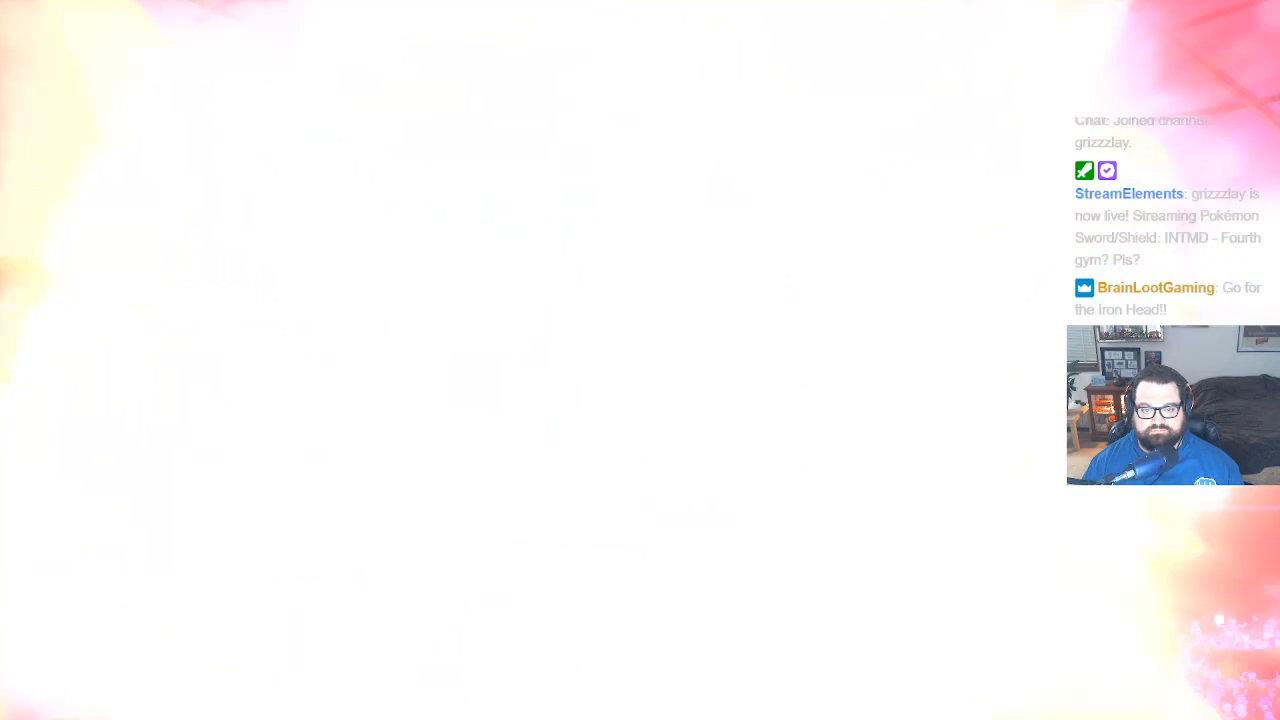 Chat: Joined channel
grizzzlay.
StreamElements: grizzzlay is
now live! Streaming Pokémon
Sword/Shield: INTMD - Fourth
gym? Pls?
BrainLootGaming: Go for
the Iron Head!!